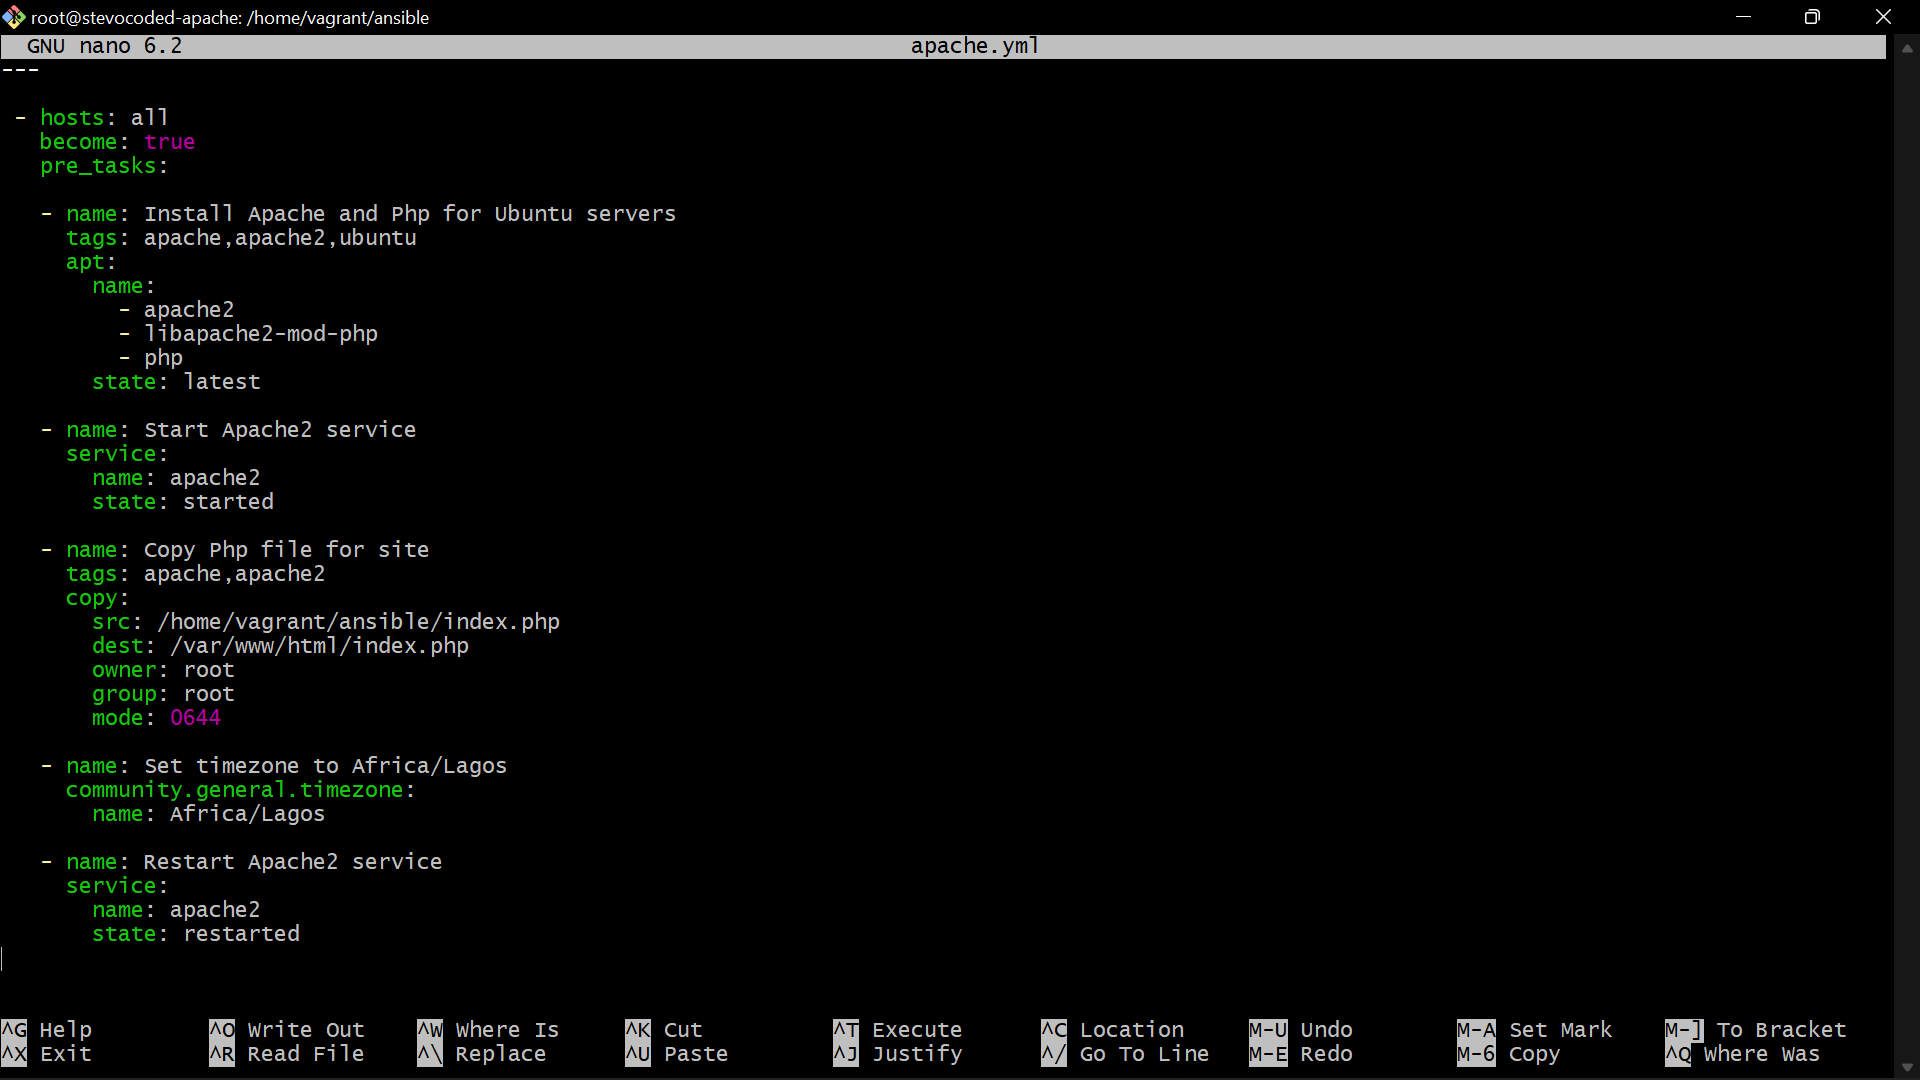 root@stevocoded-apache: /home/vagrant/ansible
GNU nano 6.2 apache.yml
---
- hosts: all
  become: true
  pre_tasks:
  - name: Install Apache and Php for Ubuntu servers
    tags: apache,apache2,ubuntu
    apt:
      name:
        - apache2
        - libapache2-mod-php
        - php
      state: latest
  - name: Start Apache2 service
    service:
      name: apache2
      state: started
  - name: Copy Php file for site
    tags: apache,apache2
    copy:
      src: /home/vagrant/ansible/index.php
      dest: /var/www/html/index.php
      owner: root
      group: root
      mode: 0644
  - name: Set timezone to Africa/Lagos
    community.general.timezone:
      name: Africa/Lagos
  - name: Restart Apache2 service
    service:
      name: apache2
      state: restarted
^G Help ^O Write Out ^W Where Is ^K Cut ^T Execute ^C Location M-U Undo M-A Set Mark M-] To Bracket
^X Exit ^R Read File ^\ Replace ^U Paste ^J Justify ^/ Go To Line M-E Redo M-6 Copy ^Q Where Was